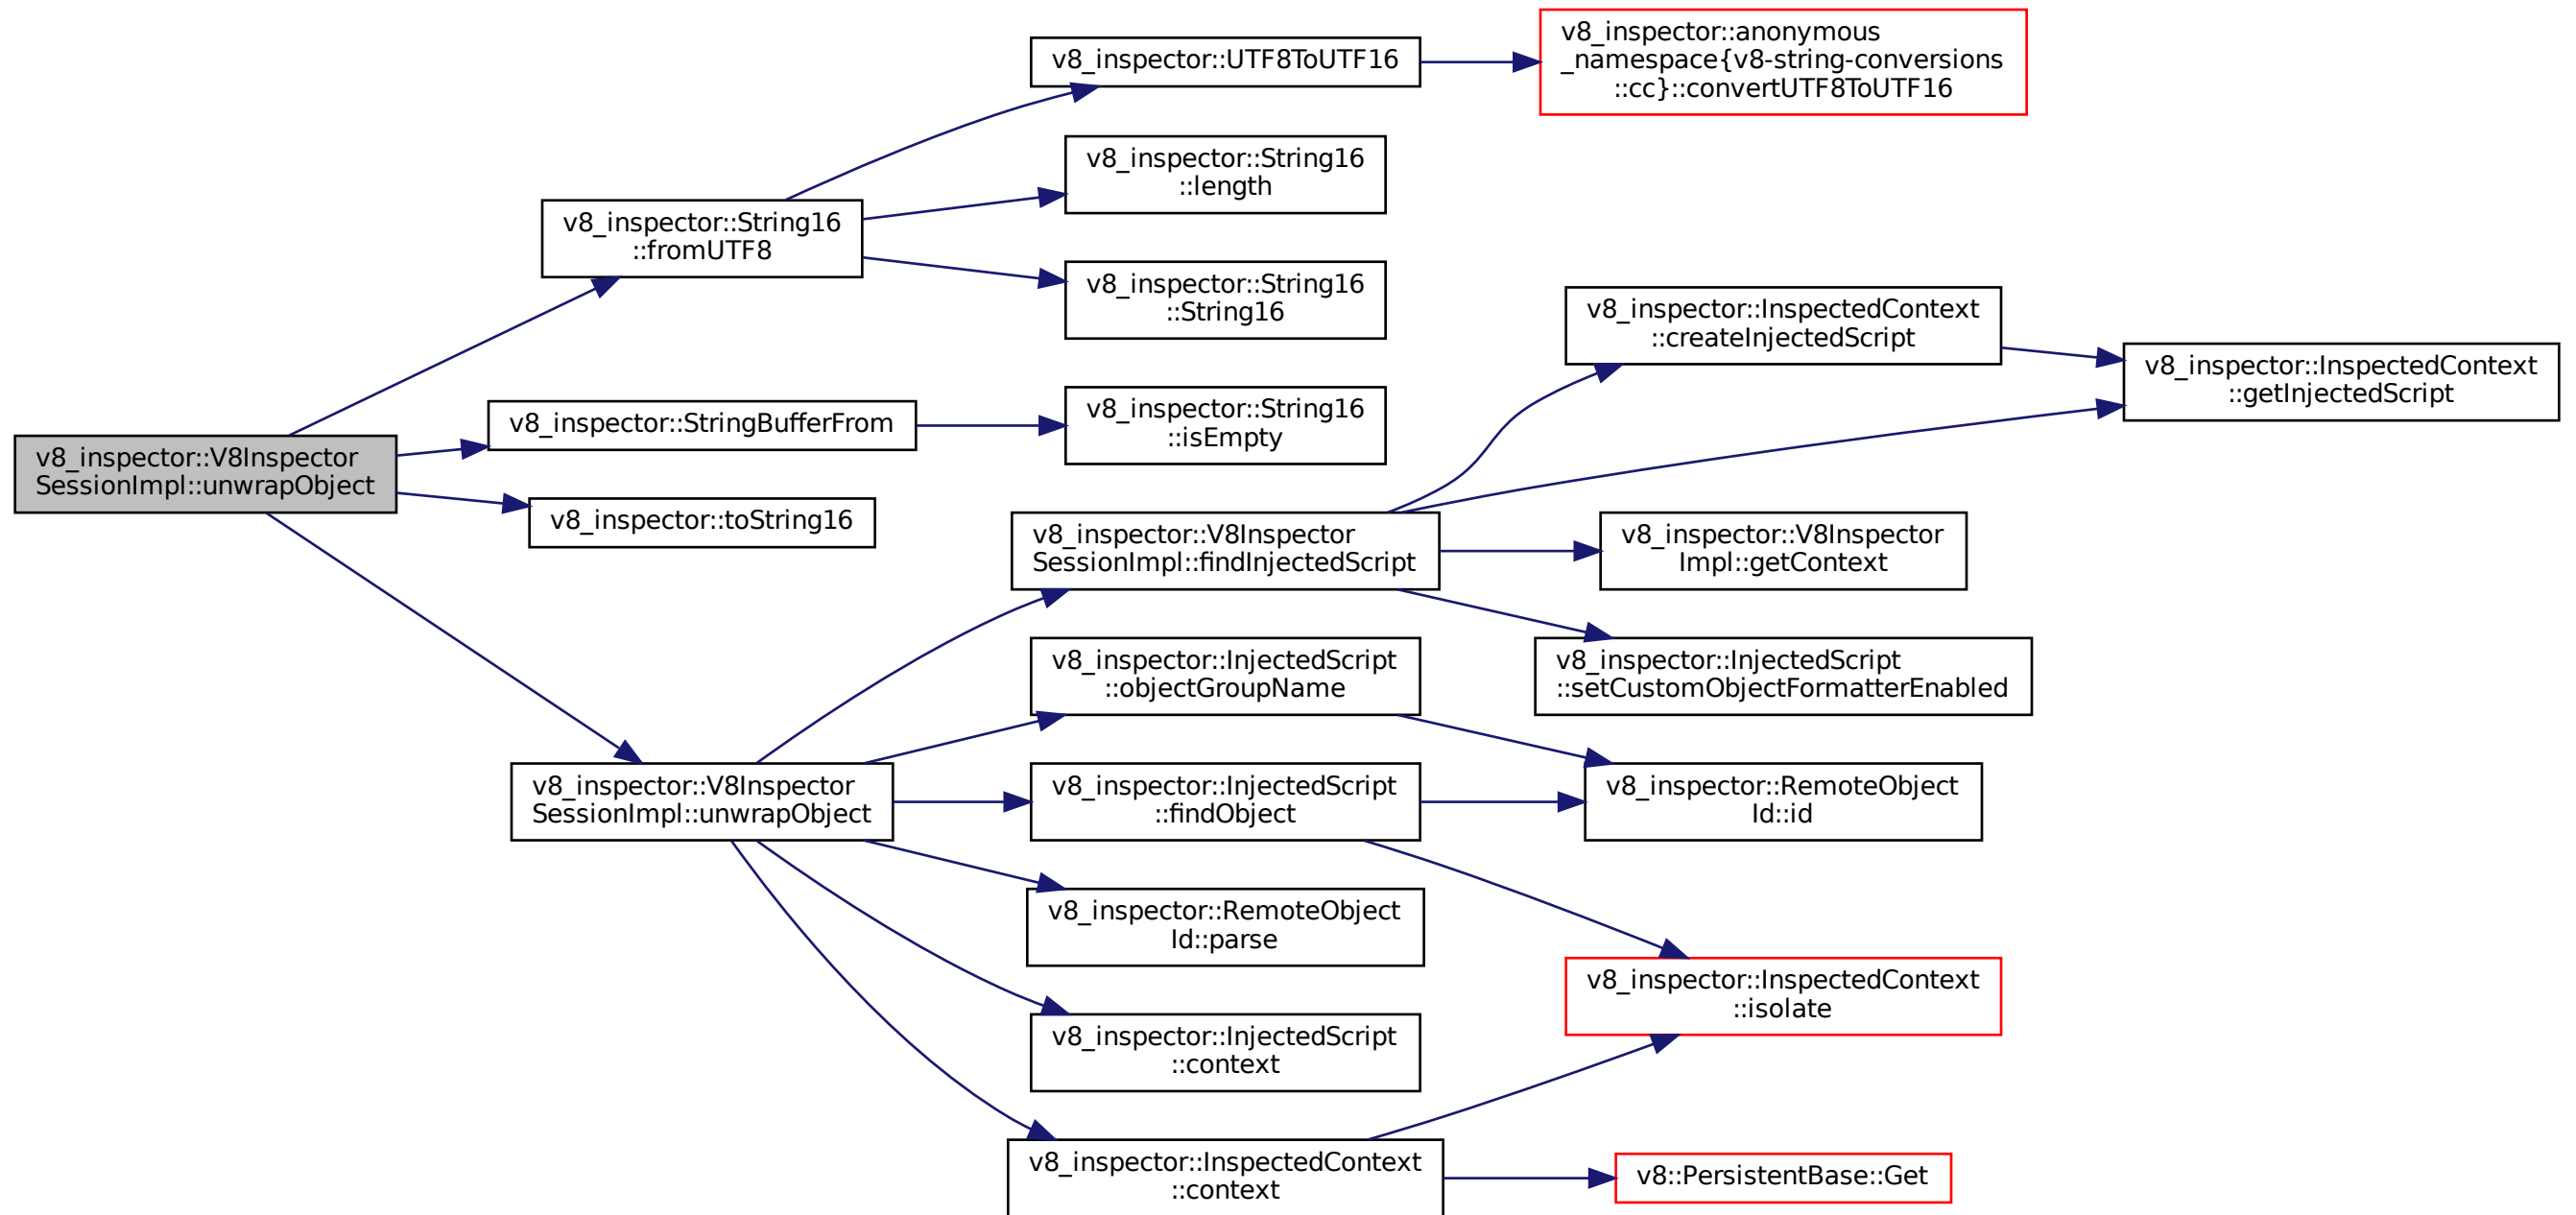 v8_inspector::V8Inspector
SessionImpl::unwrapObject
v8_inspector::String16
::fromUTF8
v8_inspector::StringBufferFrom
v8_inspector::toString16
v8_inspector::V8Inspector
SessionImpl::unwrapObject
v8_inspector::UTF8ToUTF16
v8_inspector::String16
::length
v8_inspector::String16
::String16
v8_inspector::String16
::isEmpty
v8_inspector::V8Inspector
SessionImpl::findInjectedScript
v8_inspector::InjectedScript
::objectGroupName
v8_inspector::InjectedScript
::findObject
v8_inspector::RemoteObject
Id::parse
v8_inspector::InjectedScript
::context
v8_inspector::InspectedContext
::context
v8_inspector::anonymous
_namespace{v8-string-conversions
::cc}::convertUTF8ToUTF16
v8_inspector::InspectedContext
::createInjectedScript
v8_inspector::V8Inspector
Impl::getContext
v8_inspector::InjectedScript
::setCustomObjectFormatterEnabled
v8_inspector::RemoteObject
Id::id
v8_inspector::InspectedContext
::isolate
v8::PersistentBase::Get
v8_inspector::InspectedContext
::getInjectedScript